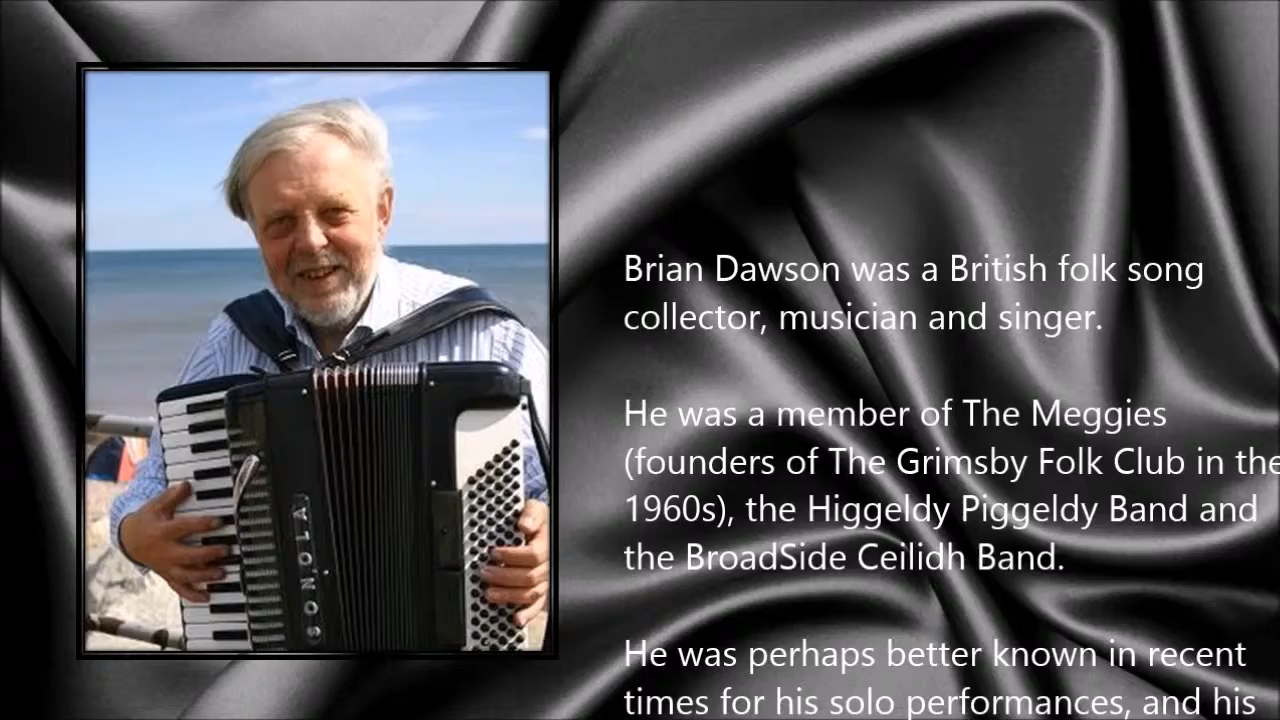 Brian Dawson was a British folk song
collector, musician and singer.
He was a member of The Meggies
(founders of The Grimsby Folk Club in the
1960s), the Higgeldy Piggeldy Band and
the BroadSide Ceilidh Band.
He was perhaps better known in recent
times for his solo performances, and his
SONOLA